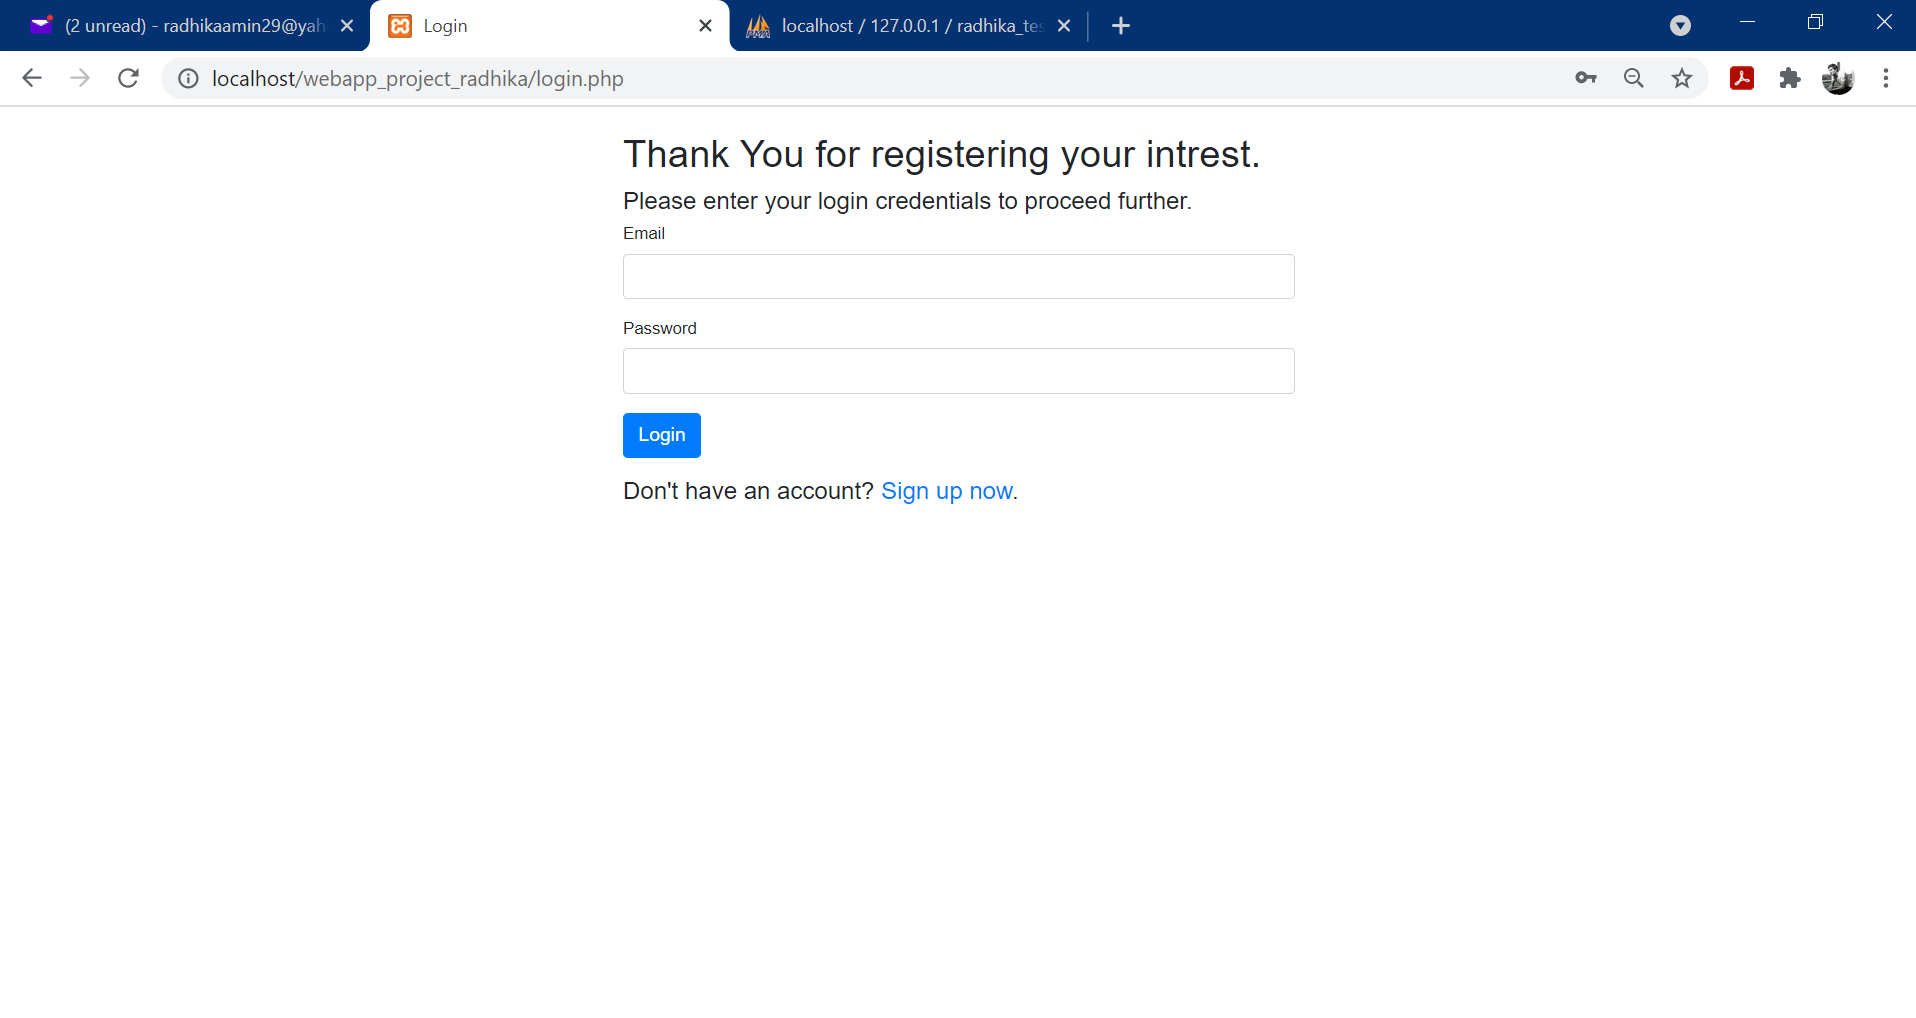 (2 unread) - radhikaamin29@yah
Login
localhost / 127.0.0.1 / radhika_tes
localhost/webapp_project_radhika/login.php
Thank You for registering your intrest.
Please enter your login credentials to proceed further.
Email
Password
Login
Don't have an account? Sign up now.